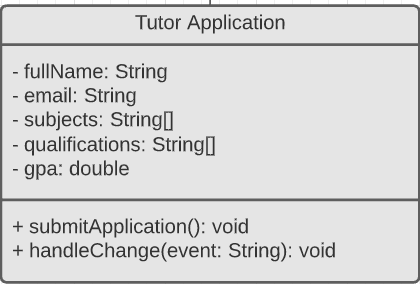 Tutor Application
- fullName: String
- email: String
- subjects: String[]
- qualifications: String[]
- gpa: double
+ submitApplication(): void
+ handleChange(event: String): void